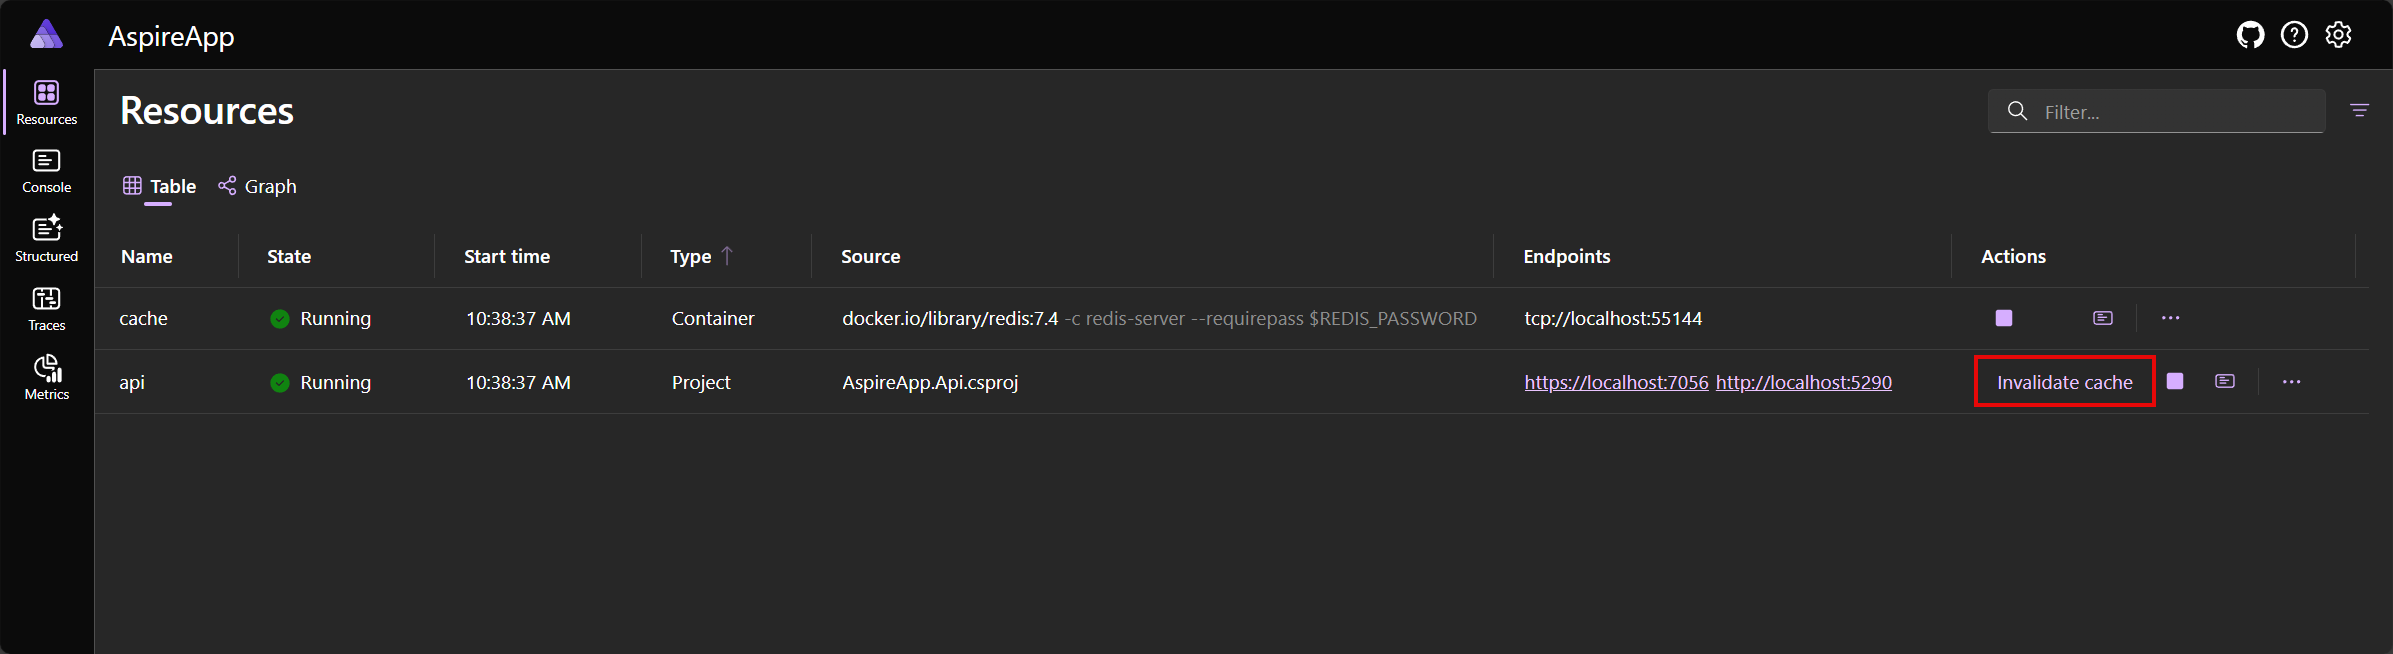 AspireApp
Resources
Console
Structured
Traces
Metrics
Resources
Filter...
Table Graph
Name State Start time Type Source Endpoints Actions
cache Running 10:38:37 AM Container docker.io/library/redis:7.4 -c redis-server --requirepass $REDIS_PASSWORD tcp://localhost:55144
api Running 10:38:37 AM Project AspireApp.Api.csproj https://localhost:7056 http://localhost:5290 Invalidate cache